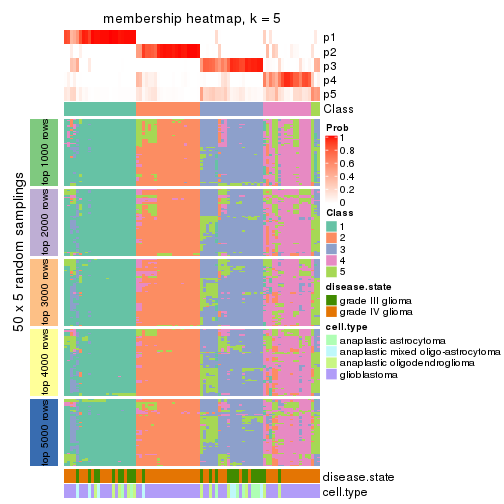 membership heatmap, k = 5
p1
p2
p3
p4
p5
Class
50 x 5 random samplings
top 1000 rows
top 2000 rows
top 3000 rows
top 4000 rows
top 5000 rows
Prob
1
0.8
0.6
0.4
0.2
0
Class
1
2
3
4
5
disease.state
grade III glioma
grade IV glioma
cell.type
anaplastic astrocytoma
anaplastic mixed oligo-astrocytoma
anaplastic oligodendroglioma
glioblastoma
disease.state
cell.type